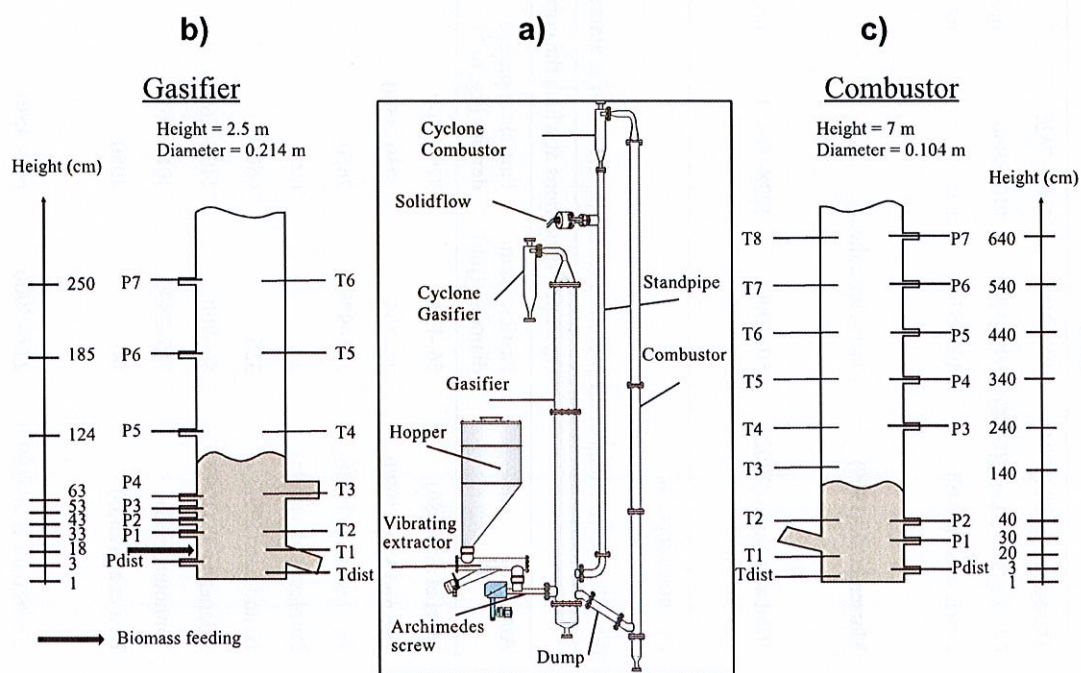 b)
a)
c)
Gasifier
Height = 2.5 m
Diameter = 0.214 m
Height (cm)
250
185
124
63
53
43
33
18
3
1
P7
P6
P5
P4
P3
P2
P1
Pdist
T6
T5
T4
T3
T2
T1
Tdist
Biomass feeding
Cyclone
Combustor
Solidflow
Cyclone
Gasifier
Standpipe
Combustor
Gasifier
Hopper
Vibrating
extractor
Archimedes
screw
Dump
Combustor
Height = 7 m
Diameter = 0.104 m
Height (cm)
T8
T7
T6
T5
T4
T3
T2
T1
Tdist
P7
P6
P5
P4
P3
P2
P1
Pdist
640
540
440
340
240
140
40
30
20
3
1